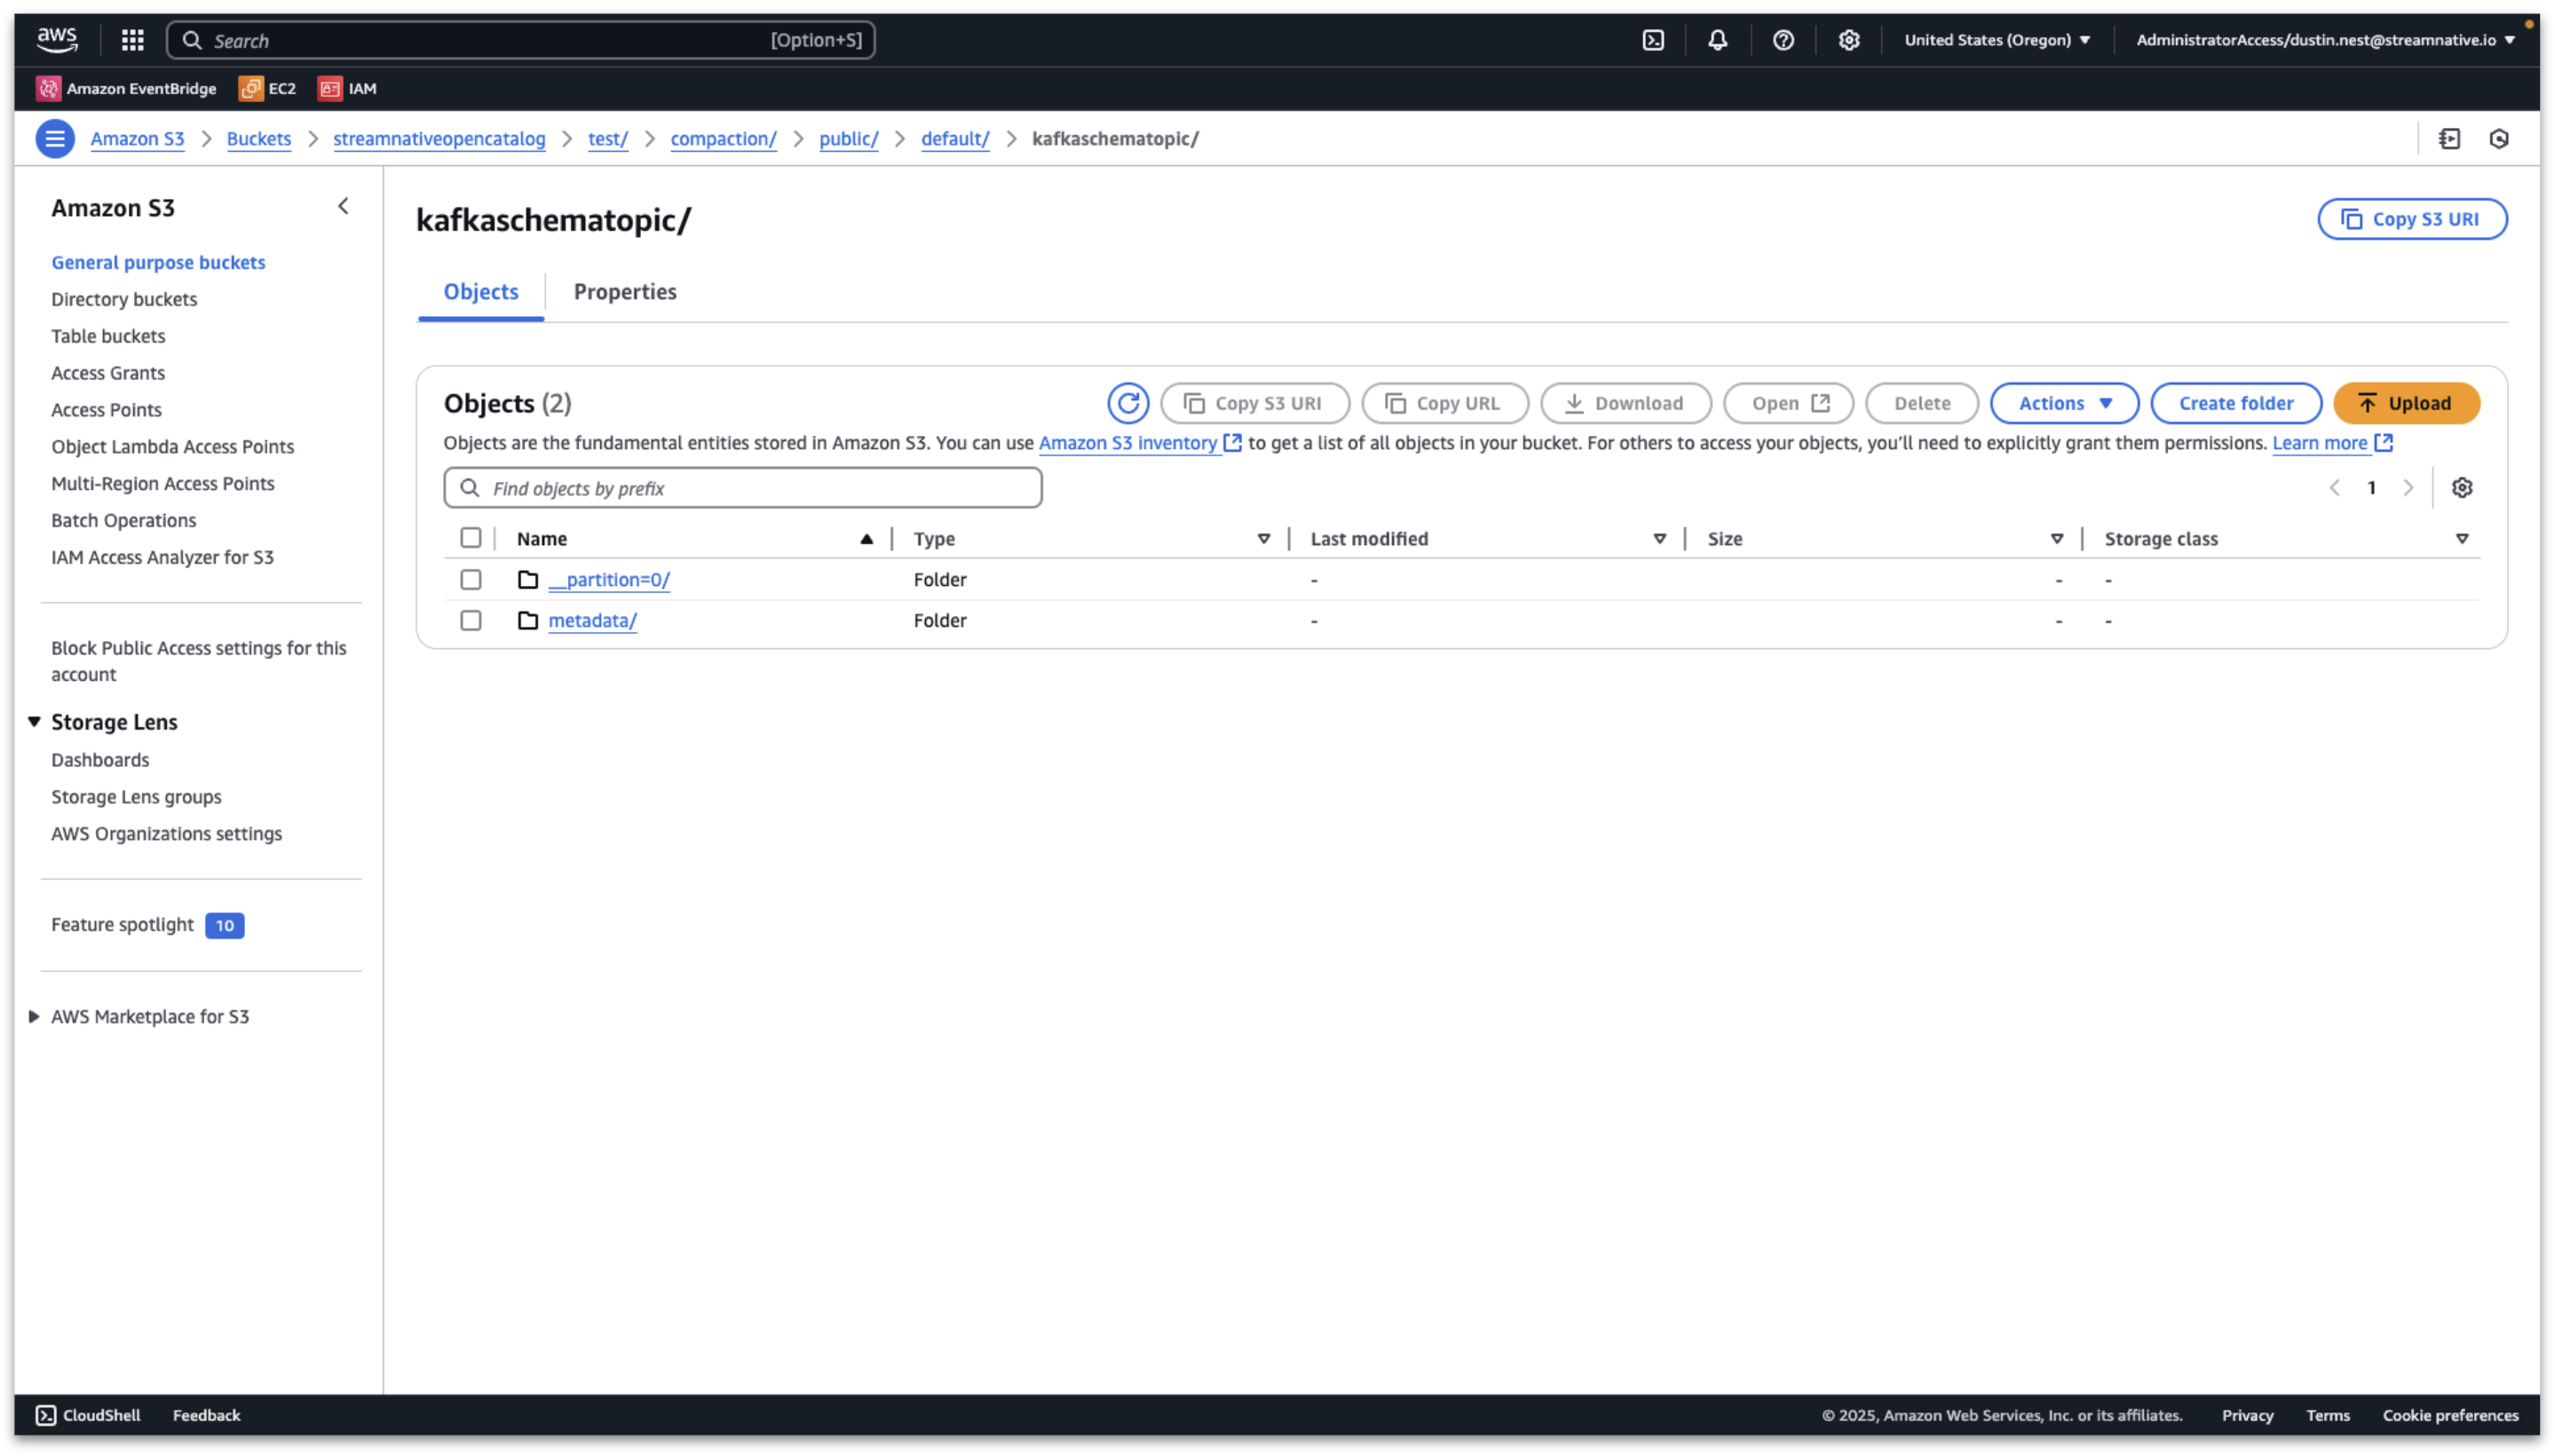 aws Search [Option+S] United States (Oregon) AdministratorAccess/dustin.nest@streamnative.io
Amazon EventBridge EC2 IAM
Amazon S3 > Buckets > streamnativeopencatalog > test/ > compaction/ > public/ > default/ > kafkaschematopic/
Amazon S3
General purpose buckets
Directory buckets
Table buckets
Access Grants
Access Points
Object Lambda Access Points
Multi-Region Access Points
Batch Operations
IAM Access Analyzer for S3
Block Public Access settings for this
account
Storage Lens
Dashboards
Storage Lens groups
AWS Organizations settings
Feature spotlight 10
AWS Marketplace for S3
kafkaschematopic/
Copy S3 URI
Objects Properties
Objects (2) Copy S3 URI Copy URL Download Open Delete Actions Create folder Upload
Objects are the fundamental entities stored in Amazon S3. You can use Amazon S3 inventory to get a list of all objects in your bucket. For others to access your objects, you’ll need to explicitly grant them permissions. Learn more
Find objects by prefix 1
Name Type Last modified Size Storage class
__partition=0/ Folder - - -
metadata/ Folder - - -
CloudShell Feedback © 2025, Amazon Web Services, Inc. or its affiliates. Privacy Terms Cookie preferences